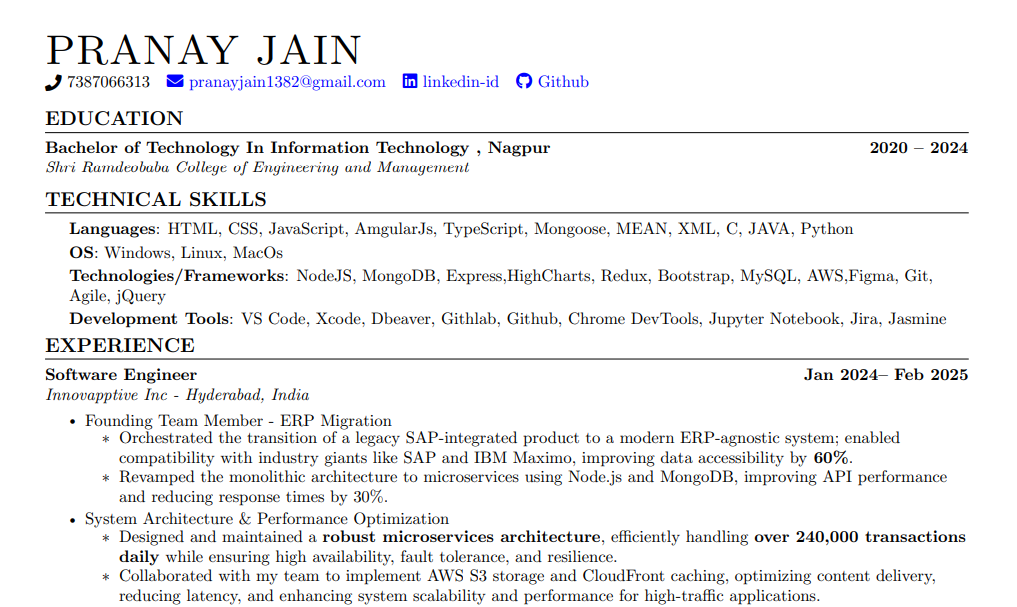 PRANAY JAIN
7387066313 pranayjain1382@gmail.com linkedin-id Github
EDUCATION
Bachelor of Technology In Information Technology , Nagpur 2020 – 2024
Shri Ramdeobaba College of Engineering and Management
TECHNICAL SKILLS
Languages: HTML, CSS, JavaScript, AmgularJs, TypeScript, Mongoose, MEAN, XML, C, JAVA, Python
OS: Windows, Linux, MacOs
Technologies/Frameworks: NodeJS, MongoDB, Express,HighCharts, Redux, Bootstrap, MySQL, AWS,Figma, Git,
Agile, jQuery
Development Tools: VS Code, Xcode, Dbeaver, Githlab, Github, Chrome DevTools, Jupyter Notebook, Jira, Jasmine
EXPERIENCE
Software Engineer Jan 2024– Feb 2025
Innovapptive Inc - Hyderabad, India
• Founding Team Member - ERP Migration
∗ Orchestrated the transition of a legacy SAP-integrated product to a modern ERP-agnostic system; enabled
compatibility with industry giants like SAP and IBM Maximo, improving data accessibility by 60%.
∗ Revamped the monolithic architecture to microservices using Node.js and MongoDB, improving API performance
and reducing response times by 30%.
• System Architecture & Performance Optimization
∗ Designed and maintained a robust microservices architecture, efficiently handling over 240,000 transactions
daily while ensuring high availability, fault tolerance, and resilience.
∗ Collaborated with my team to implement AWS S3 storage and CloudFront caching, optimizing content delivery,
reducing latency, and enhancing system scalability and performance for high-traffic applications.